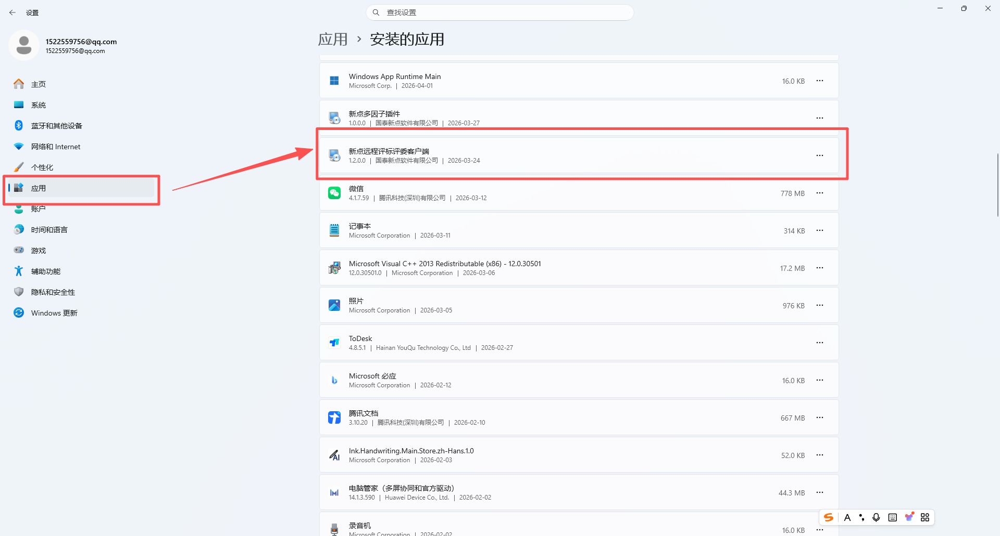 设置
查找设置
1522559756@qq.com
1522559756@qq.com
主页
系统
蓝牙和其他设备
网络和 Internet
个性化
应用
账户
时间和语言
游戏
辅助功能
隐私和安全性
Windows 更新
应用 › 安装的应用
Windows App Runtime Main
Microsoft Corp. | 2026-04-01
16.0 KB
新点多因子插件
1.0.0.0 | 国泰新点软件有限公司 | 2026-03-27
新点远程评标评委客户端
1.2.0.0 | 国泰新点软件有限公司 | 2026-03-24
微信
4.1.7.59 | 腾讯科技(深圳)有限公司 | 2026-03-12
778 MB
记事本
Microsoft Corporation | 2026-03-11
314 KB
Microsoft Visual C++ 2013 Redistributable (x86) - 12.0.30501
12.0.30501.0 | Microsoft Corporation | 2026-03-06
17.2 MB
照片
Microsoft Corporation | 2026-03-05
976 KB
ToDesk
4.8.5.1 | Hainan YouQu Technology Co., Ltd | 2026-02-27
Microsoft 必应
Microsoft Corporation | 2026-02-12
16.0 KB
腾讯文档
3.10.20 | 腾讯科技(深圳)有限公司 | 2026-02-10
667 MB
Ink.Handwriting.Main.Store.zh-Hans.1.0
Microsoft Corporation | 2026-02-03
52.0 KB
电脑管家（多屏协同和官方驱动）
14.1.3.590 | Huawei Device Co., Ltd. | 2026-02-02
44.3 MB
录音机
Microsoft Corporation | 2026-02-02
16.0 KB
A